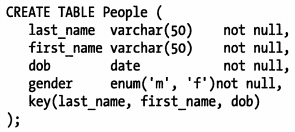 CREATE TABLE People (
    last_name  varchar(50)    not null,
    first_name varchar(50)    not null,
    dob        date           not null,
    gender     enum('m', 'f')not null,
    key(last_name, first_name, dob)
);